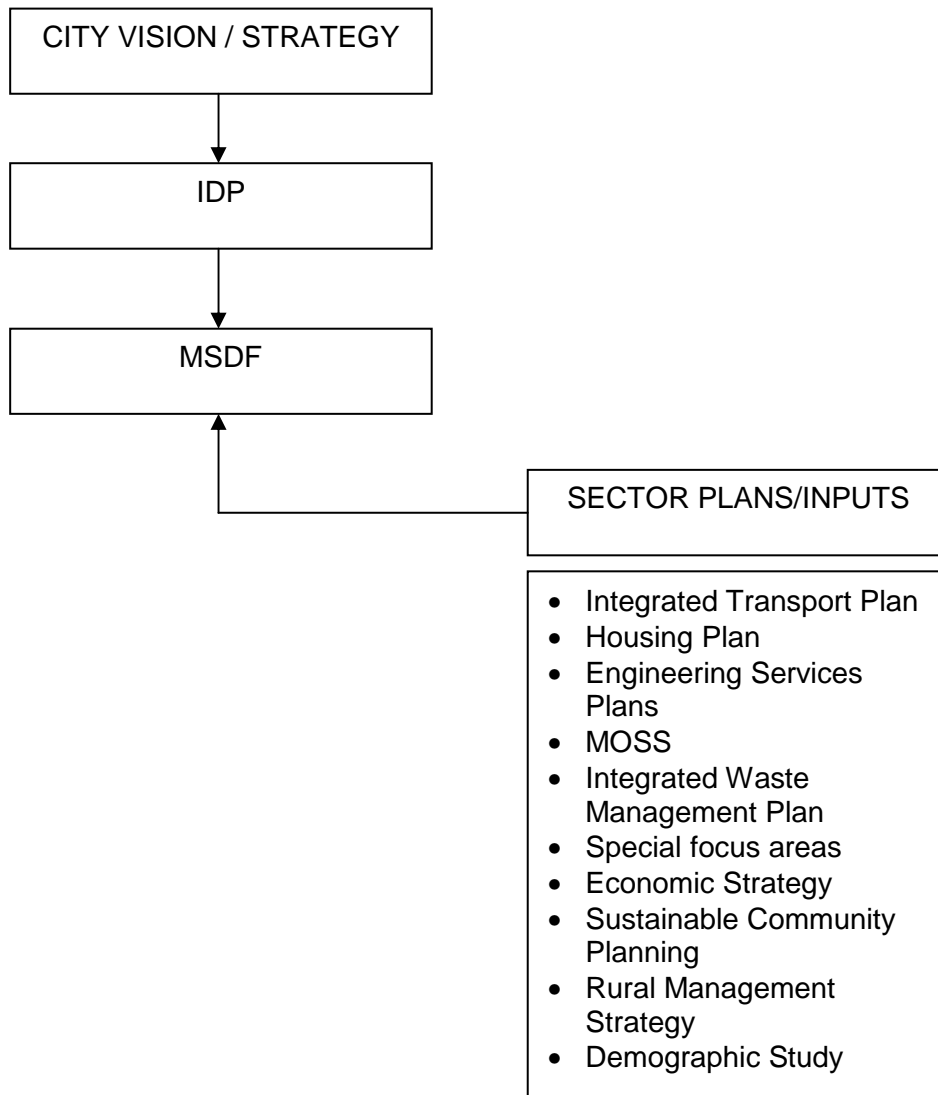 CITY VISION / STRATEGY
IDP
MSDF
SECTOR PLANS/INPUTS
• Integrated Transport Plan
• Housing Plan
• Engineering Services
Plans
• MOSS
• Integrated Waste
Management Plan
• Special focus areas
• Economic Strategy
• Sustainable Community
Planning
• Rural Management
Strategy
• Demographic Study